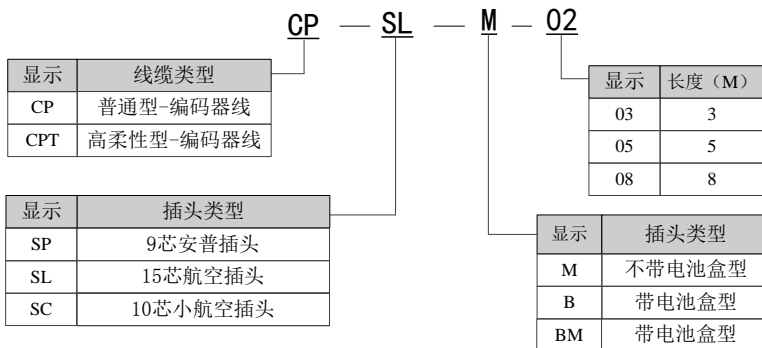 CP — SL — M — 02
显示 线缆类型
CP 普通型-编码器线
CPT 高柔性型-编码器线
显示 长度（M）
03 3
05 5
08 8
显示 插头类型
SP 9芯安普插头
SL 15芯航空插头
SC 10芯小航空插头
显示 插头类型
M 不带电池盒型
B 带电池盒型
BM 带电池盒型